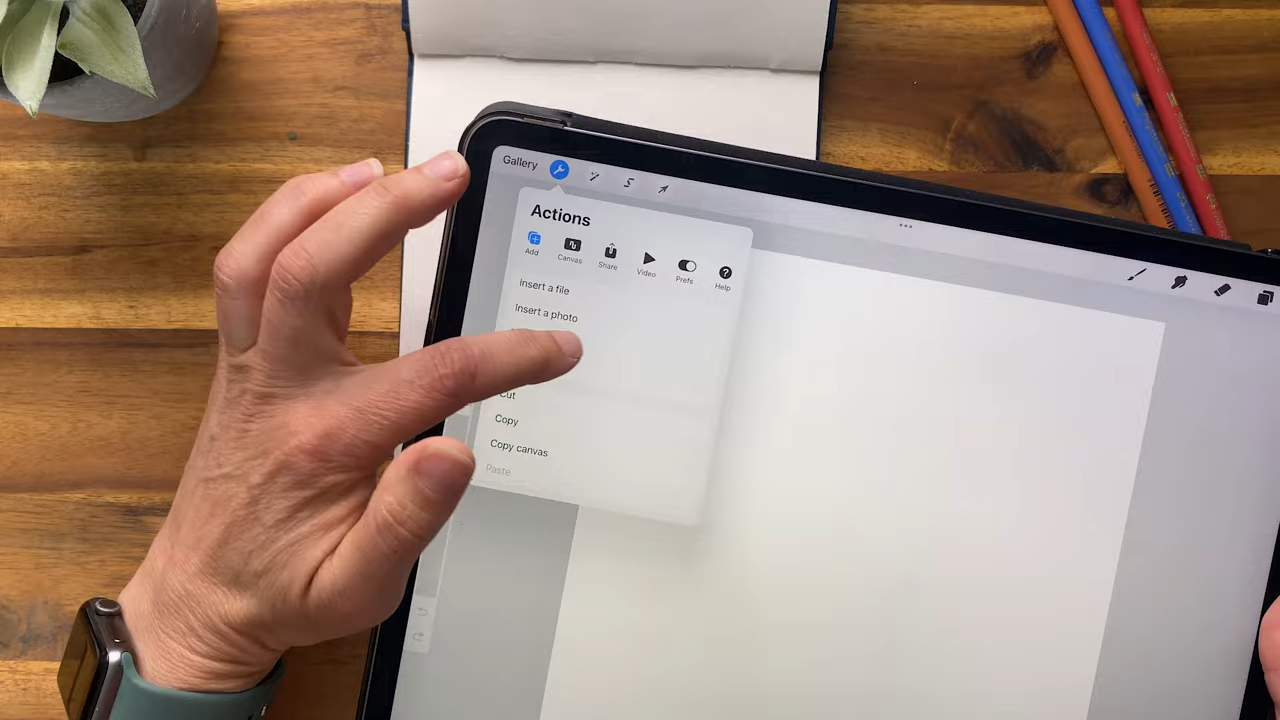 Gallery
Actions
Add Canvas Share Video Prefs Help
Insert a file
Insert a photo
Cut
Copy
Copy canvas
Paste